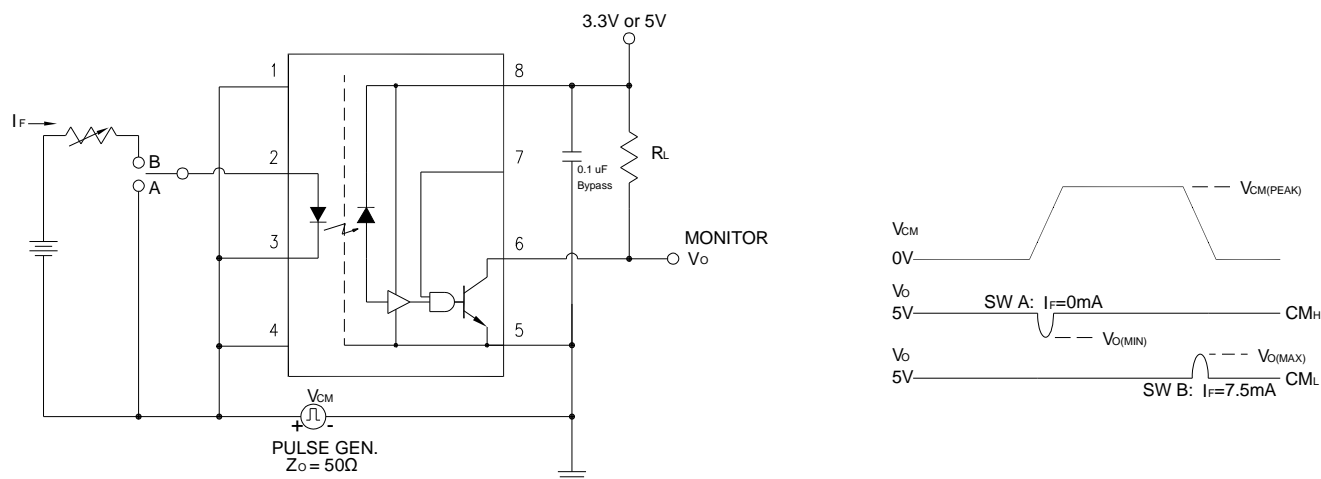 3.3V or 5V
1
8
IF
B
A
2
7
0.1 uF
Bypass
RL
3
6
MONITOR
VO
4
5
VCM
+ -
PULSE GEN.
ZO = 50Ω
VCM(PEAK)
VCM
0V
VO
5V
SW A: IF=0mA
CMH
VO(MIN)
VO
5V
VO(MAX)
CML
SW B: IF=7.5mA